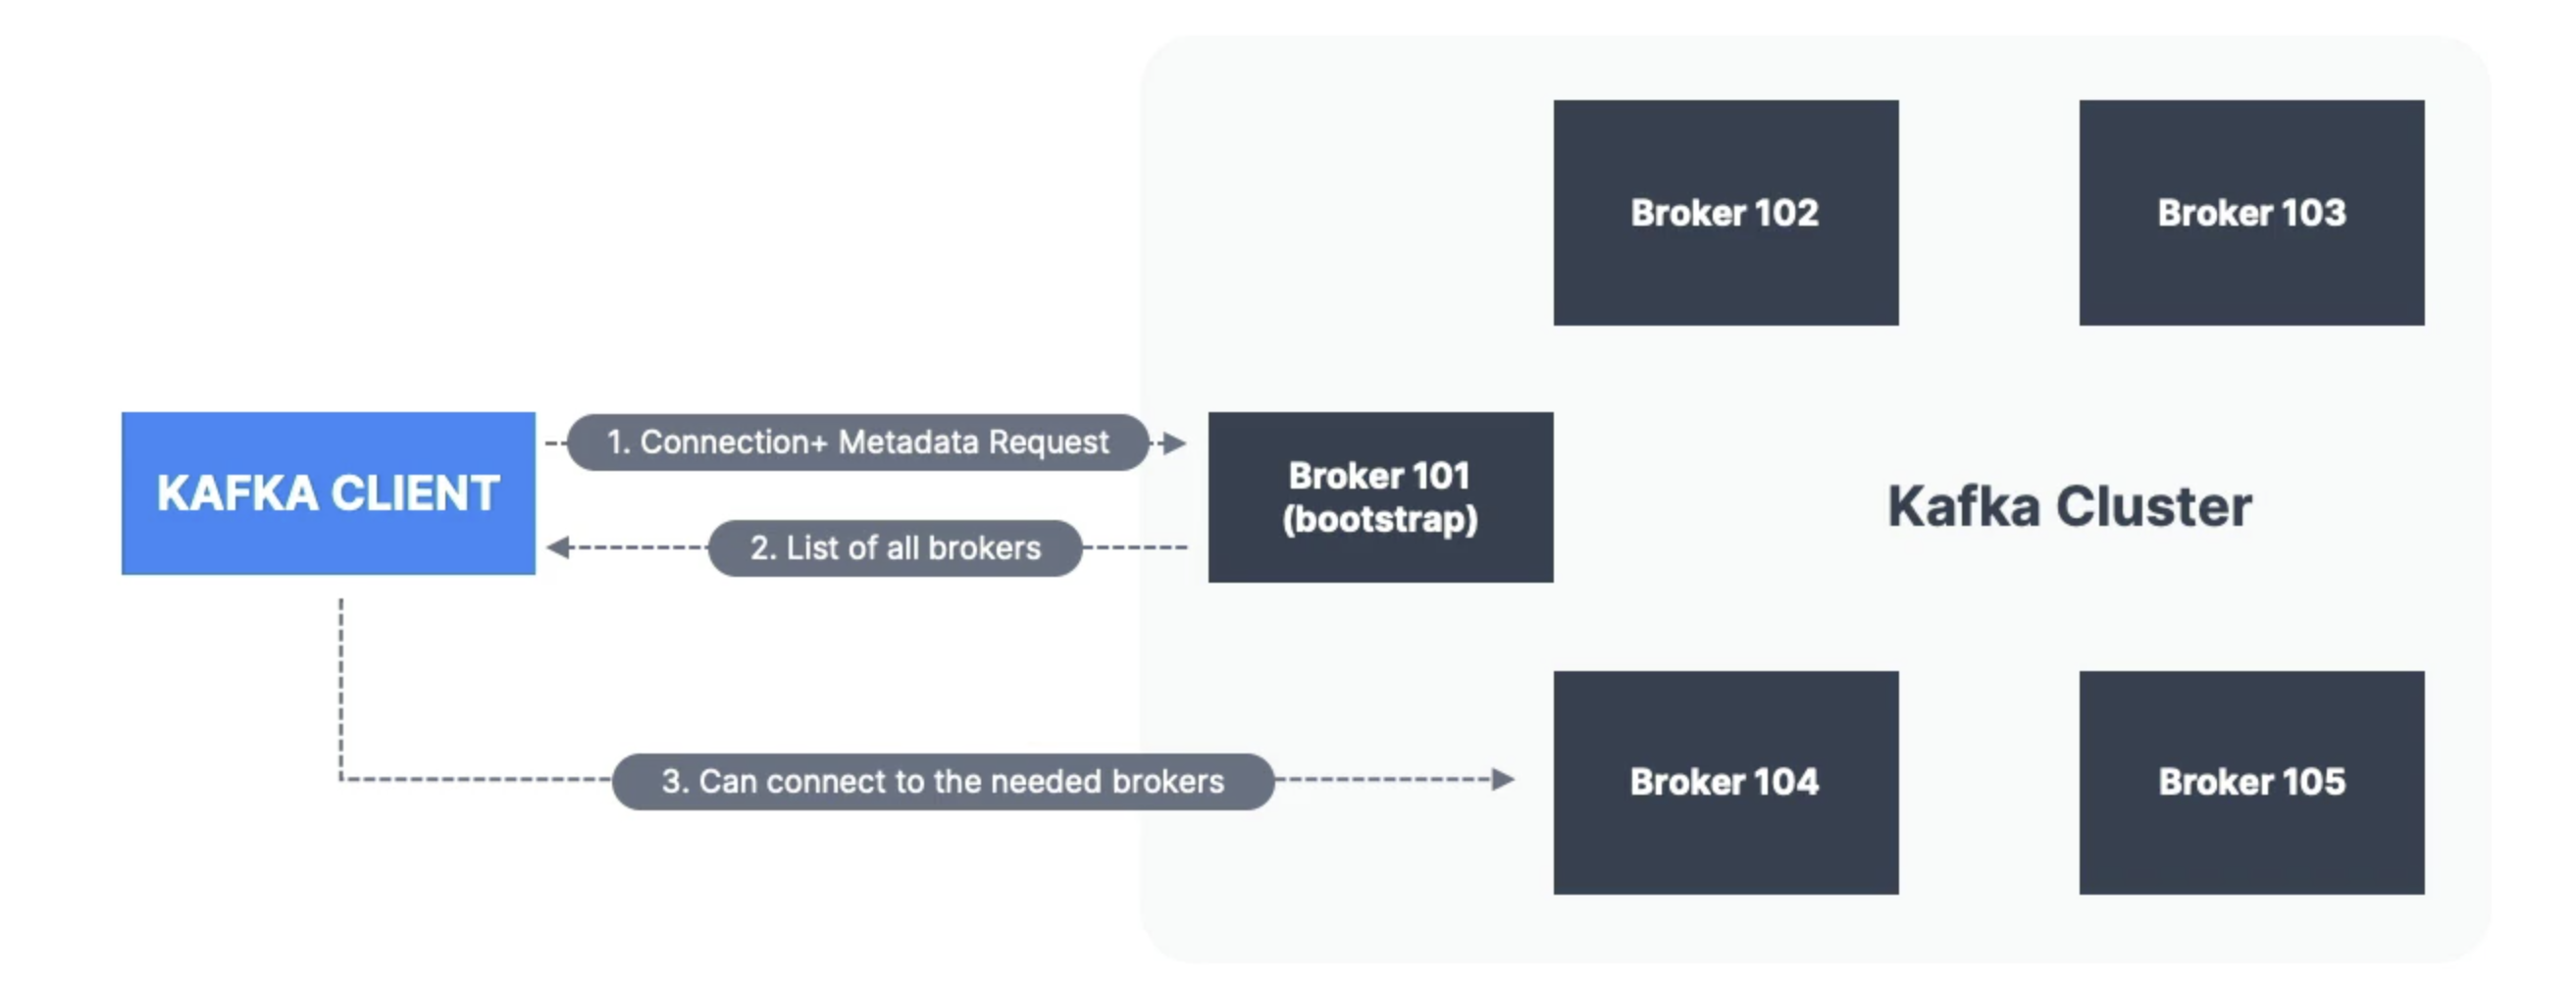 Broker 102
Broker 103
KAFKA CLIENT
1. Connection+ Metadata Request
2. List of all brokers
Broker 101
(bootstrap)
Kafka Cluster
3. Can connect to the needed brokers
Broker 104
Broker 105